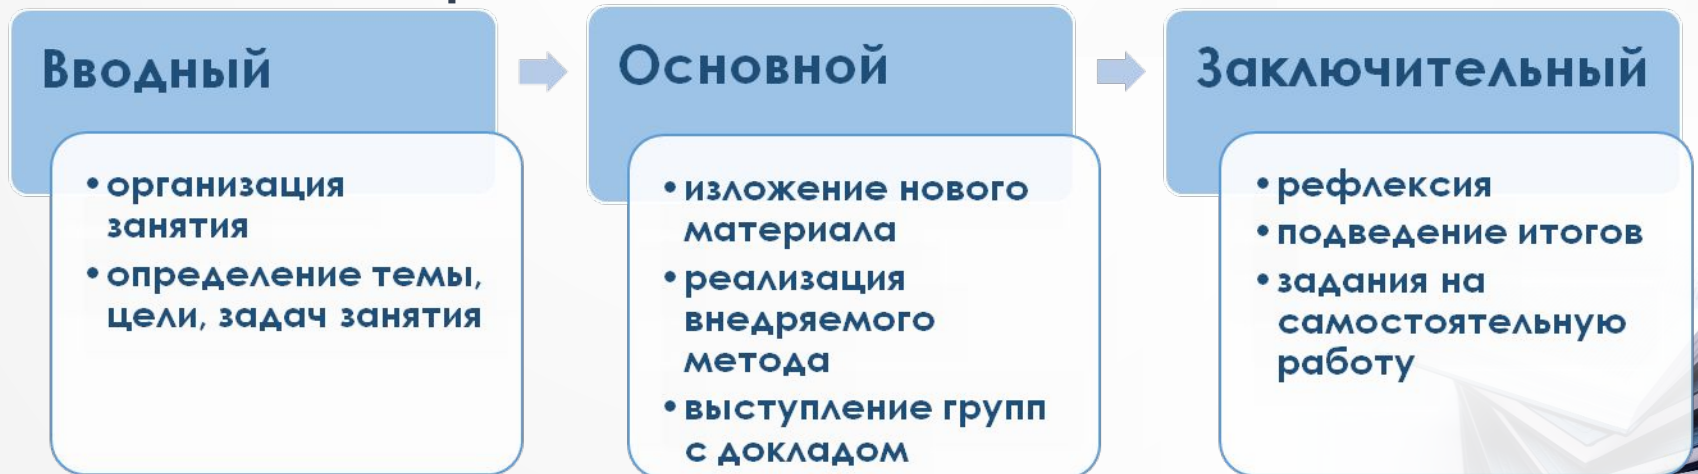 Вводный
• организация
занятия
• определение темы,
цели, задач занятия
Основной
• изложение нового
материала
• реализация
внедряемого
метода
• выступление групп
с докладом
Заключительный
• рефлексия
• подведение итогов
• задания на
самостоятельную
работу